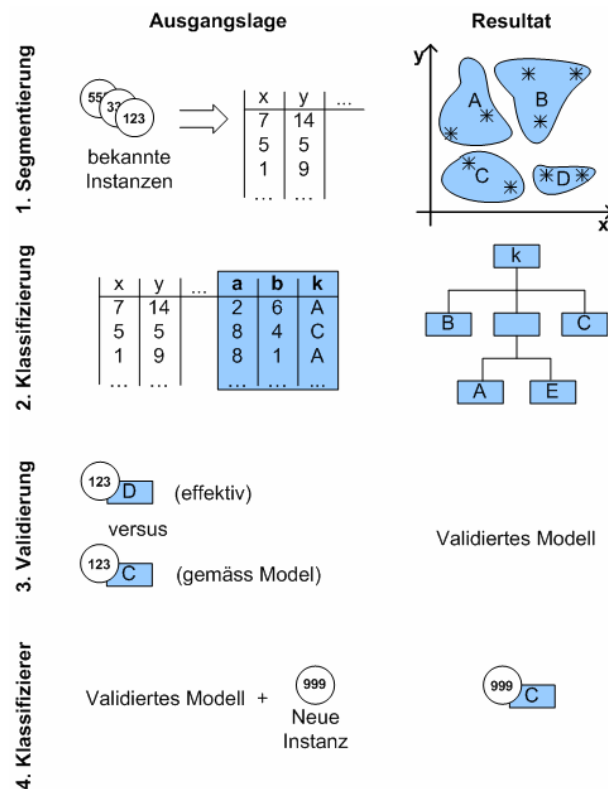 Ausgangslage
Resultat
1. Segmentierung
555
33
123
bekannte
Instanzen
x y ...
7 14
5 5
1 9
... ...
y
A
B
C
D
x
2. Klassifizierung
x y ... a b k
7 14 2 6 A
5 5 8 4 C
1 9 8 1 A
... ... ... ... ...
k
B
C
A
E
3. Validierung
123
D
(effektiv)
versus
123
C
(gemäss Model)
Validiertes Modell
4. Klassifizierer
Validiertes Modell +
999
Neue
Instanz
999
C